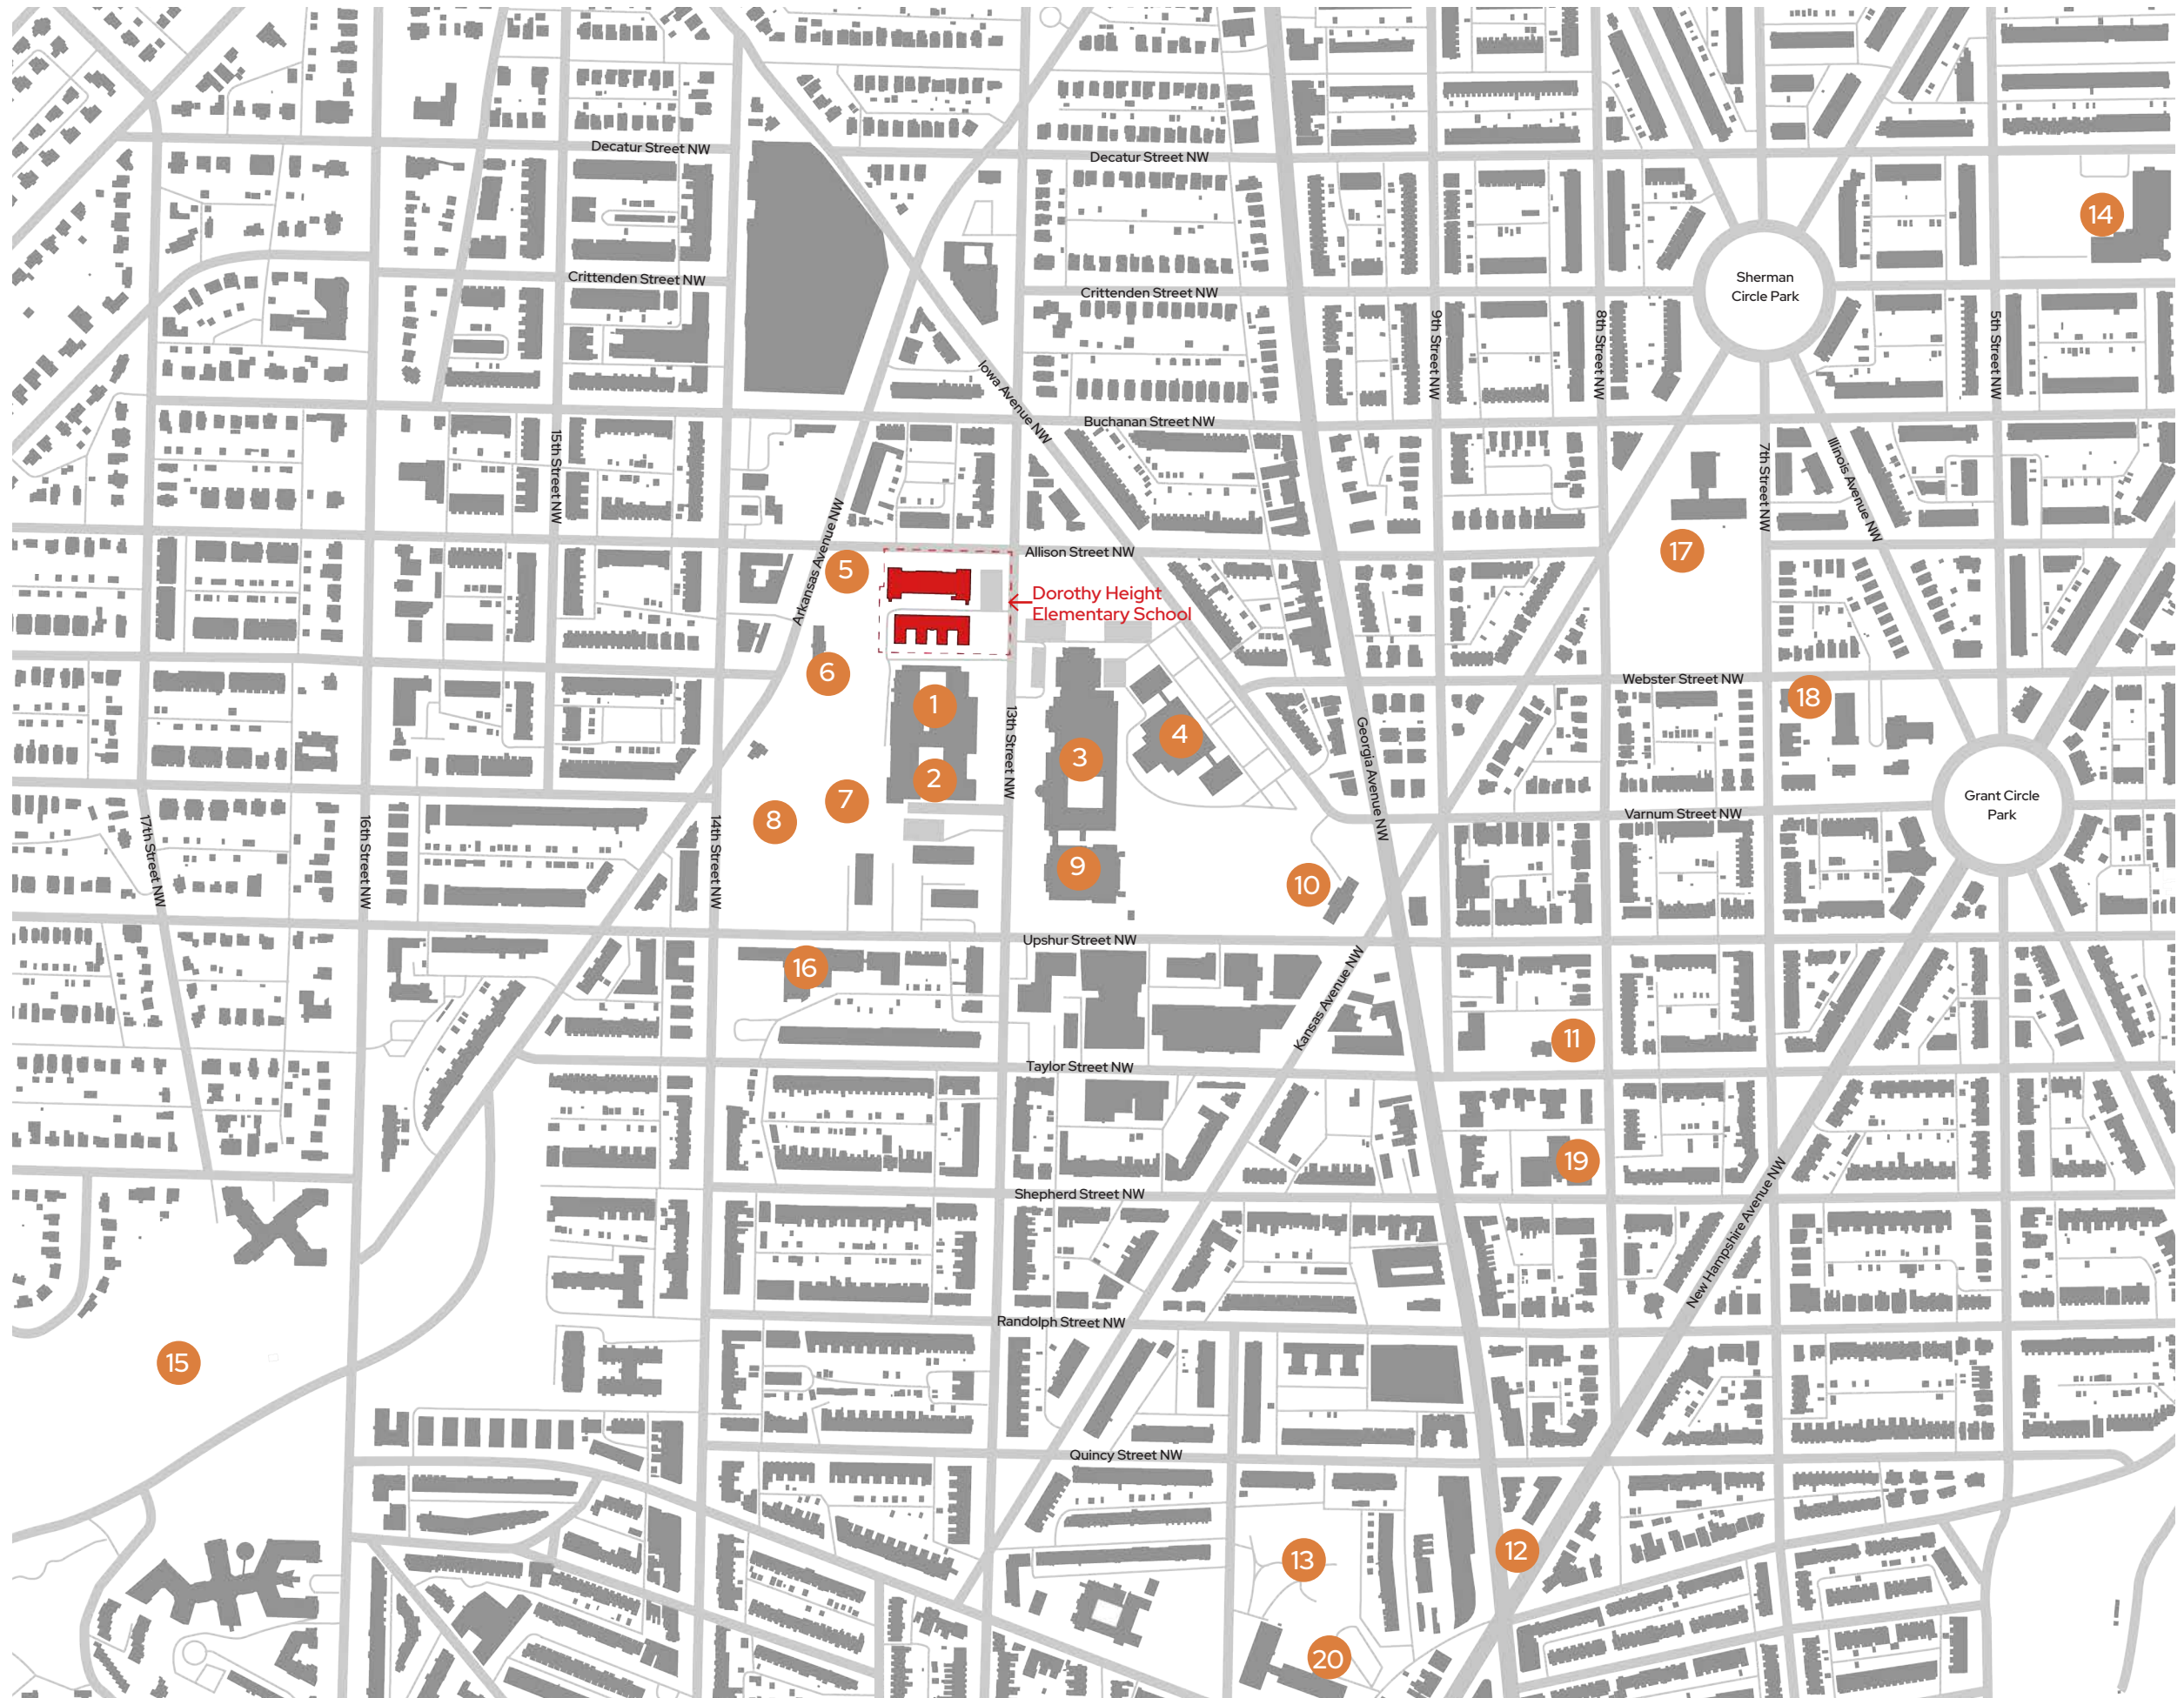 Decatur Street NW
Decatur Street NW
14
Crittenden Street NW
Sherman
Circle Park
Crittenden Street NW
9th Street NW
8th Street NW
5th Street NW
Iowa Avenue NW
Buchanan Street NW
15th Street NW
7th Street NW
Illinois Avenue NW
Arkansas Avenue NW
5
Allison Street NW
17
Dorothy Height
Elementary School
6
Webster Street NW
18
1
13th Street NW
3
4
Georgia Avenue NW
2
7
8
Grant Circle
Park
Varnum Street NW
17th Street NW
16th Street NW
14th Street NW
9
10
Upshur Street NW
16
Kansas Avenue NW
11
Taylor Street NW
19
Shepherd Street NW
New Hampshire Avenue NW
Randolph Street NW
15
Quincy Street NW
12
13
20